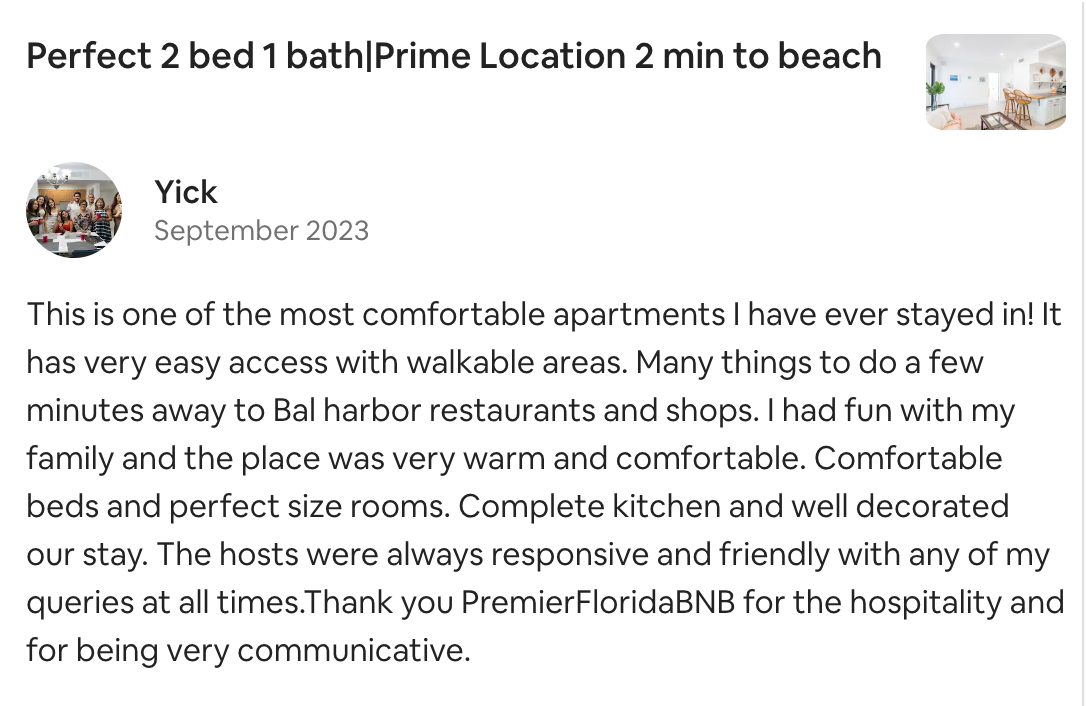 Perfect 2 bed 1 bath|Prime Location 2 min to beach
Yick
September 2023
This is one of the most comfortable apartments I have ever stayed in! It
has very easy access with walkable areas. Many things to do a few
minutes away to Bal harbor restaurants and shops. I had fun with my
family and the place was very warm and comfortable. Comfortable
beds and perfect size rooms. Complete kitchen and well decorated
our stay. The hosts were always responsive and friendly with any of my
queries at all times.Thank you PremierFloridaBNB for the hospitality and
for being very communicative.